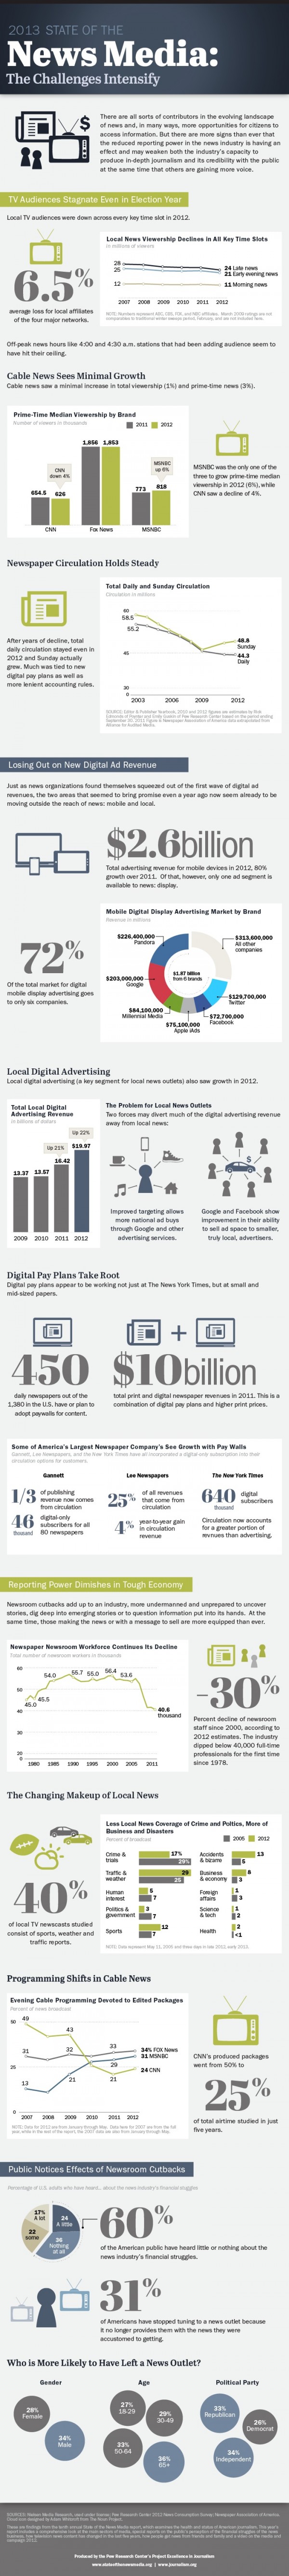 2013 STATE OF THE
News Media:
The Challenges Intensify
There are all sorts of contributors in the evolving landscape
of news and, in many ways, more opportunities for citizens to
access information. But there are more signs than ever that
the reduced reporting power in the news industry is having an
effect and may weaken both the industry's capacity to
produce in-depth journalism and its credibility with the public
at the same time that others are gaining more voice.
TV Audiences Stagnate Even in Election Year
Local TV audiences were down across every key time slot in 2012.
6.5%
average loss for local affiliates
of the four major networks.
Local News Viewership Declines in All Key Time Slots
In millions of viewers
28
25
12
24 Late news
21 Early evening news
11 Morning news
2007 2008 2009 2010 2011 2012
Off-peak news hours like 4:00 and 4:30 a.m. stations that had been adding audience seem to
have hit their ceiling.
Cable News Sees Minimal Growth
Cable news saw a minimal increase in total viewership (1%) and prime-time news (3%).
Prime-Time Median Viewership by Brand
Number of viewers in thousands
2011 2012
1,856 1,853
CNN
down 4%
MSNBC
up 6%
654.5 626
773 818
CNN Fox News MSNBC
MSNBC was the only one of the
three to grow prime-time median
viewership in 2012 (6%), while
CNN saw a decline of 4%.
Newspaper Circulation Holds Steady
After years of decline, total
daily circulation stayed even in
2012 and Sunday actually
grew. Much was tied to new
digital pay plans as well as
more lenient accounting rules.
Total Daily and Sunday Circulation
Circulation in millions
60
58.5
55.2
45
30
0
48.8
Sunday
44.3
Daily
2003 2006 2009 2012
Losing Out on New Digital Ad Revenue
Just as news organizations found themselves squeezed out of the first wave of digital ad
revenues, the two areas that seemed to bring promise even a year ago now seem already to be
moving outside the reach of news: mobile and local.
$2.6billion
Total advertising revenue for mobile devices in 2012, 80%
growth over 2011. Of that, however, only one ad segment is
available to news: display.
72%
Of the total market for digital
mobile display advertising goes
to only six companies.
Mobile Digital Display Advertising Market by Brand
Revenue in millions
$226,400,000
Pandora
$313,600,000
All other
companies
$203,000,000
Google
$1.87 billion
from 6 brands
$129,700,000
Twitter
$84,100,000
Millennial Media
$72,700,000
Facebook
$75,100,000
Apple iAds
Local Digital Advertising
Local digital advertising (a key segment for local news outlets) also saw growth in 2012.
Total Local Digital
Advertising Revenue
in billions of dollars
Up 22%
Up 21%
$19.97
16.42
13.37 13.57
2009 2010 2011 2012
The Problem for Local News Outlets
Two forces may divert much of the digital advertising revenue
away from local news:
Improved targeting allows
more national ad buys
through Google and other
advertising services.
Google and Facebook show
improvement in their ability
to sell ad space to smaller,
truly local, advertisers.
Digital Pay Plans Take Root
Digital pay plans appear to be working not just at The News York Times, but at small and
mid-sized papers.
450
daily newspapers out of the
1,380 in the U.S. have or plan to
adopt paywalls for content.
$10billion
total print and digital newspaper revenues in 2011. This is a
combination of digital pay plans and higher print prices.
Some of America's Largest Newspaper Company's See Growth with Pay Walls
Gannett, Lee Newspapers, and the New York Times have all incorporated a digital only subscription into their
circulation options for customers.
Gannett
1/3 of publishing
revenue now comes
from circulation
46 thousand digital-only
subscribers for all
80 newspapers
Lee Newspapers
25% of all revenues
that come from
circulation
4% year-to-year gain
in circulation
revenue
The New York Times
640 thousand digital
subscribers
Circulation now accounts
for a greater portion of
revnues than advertising.
Reporting Power Dimishes in Tough Economy
Newsroom cutbacks add up to an industry, more undermanned and unprepared to uncover
stories, dig deep into emerging stories or to question information put into its hands. At the
same time, those making the news or with a message to sell are more equipped than ever.
Newspaper Newsroom Workforce Continues Its Decline
Total number of newsroom workers in thousands
60
50
40
30
20
0
45.0
45.5
54.0
55.7 55.0 56.4 53.6
40.6
thousand
1980 1985 1990 1995 2000 2005 2011
-30%
Percent decline of newsroom
staff since 2000, according to
2012 estimates. The industry
dipped below 40,000 full-time
professionals for the first time
since 1978.
The Changing Makeup of Local News
40%
of local TV newscasts studied
consist of sports, weather and
traffic reports.
Less Local News Coverage of Crime and Politics, More of
Business and Disasters
Percent of broadcast
2005 2012
Crime &
trials
17%
29%
Traffic &
weather
29
25
Human
interest
5
7
Politics &
government
3
7
Sports
12
7
Accidents
& bizarre
13
5
Business
& economy
8
3
Foreign
affairs
1
3
Science
& tech
1
2
Health
2
<1
Programming Shifts in Cable News
Evening Cable Programming Devoted to Edited Packages
Percent of news broadcast
50
25
0
49
43
31
32
33
29
21
21
13
34% FOX News
31 MSNBC
24 CNN
2007 2008 2009 2010 2011 2012
CNN's produced packages
went from 50% to
25%
of total airtime studied in just
five years.
Public Notices Effects of Newsroom Cutbacks
Percentage of U.S. adults who have heard... about the news industry's financial struggles
17%
A lot
24
A little
22
some
36
Nothing
at all
60%
of the American public have heard little or nothing about the
news industry's financial struggles.
31%
of Americans have stopped turning to a news outlet because
it no longer provides them with the news they were
accustomed to getting.
Who is More Likely to Have Left a News Outlet?
Gender
28%
Female
34%
Male
Age
27%
18-29
29%
30-49
33%
50-64
36%
65+
Political Party
33%
Republican
26%
Democrat
34%
Independent
Produced by the Pew Research Center's Project Excellence in Journalism
www.stateofthenewsmedia.org | www.journalism.org